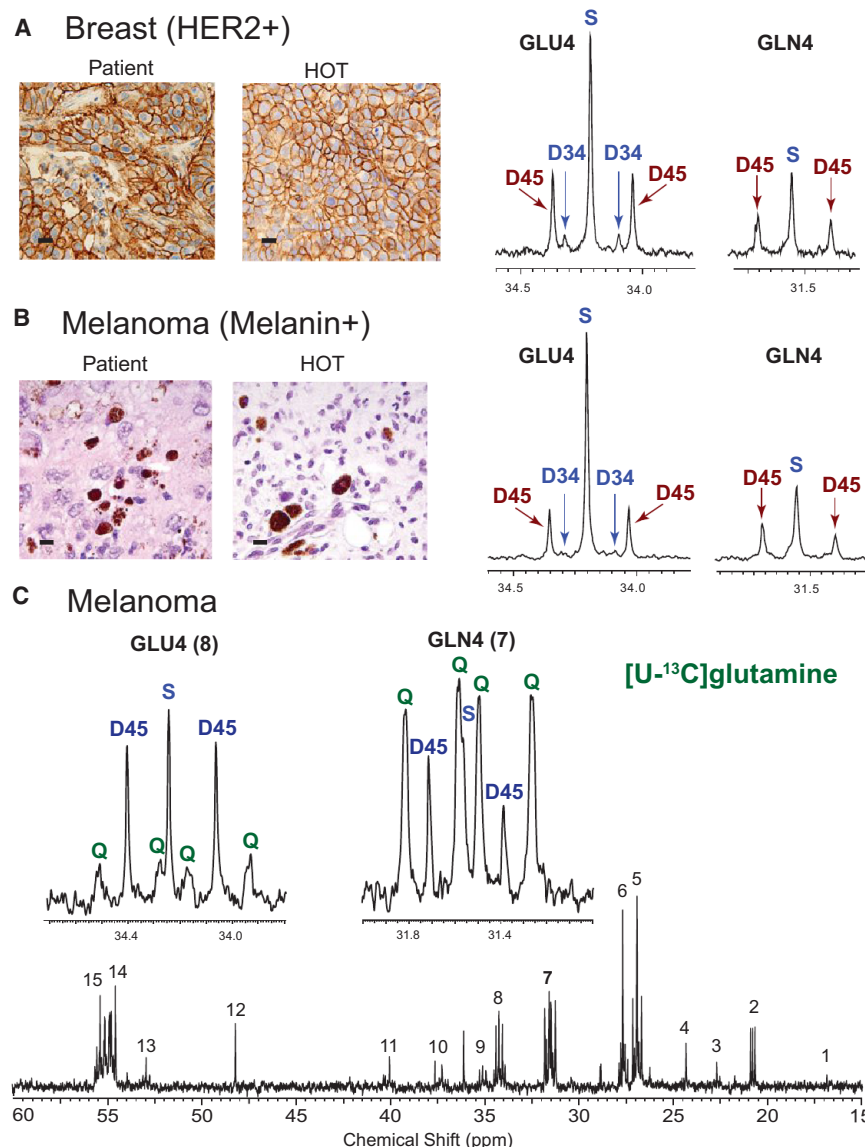 A Breast (HER2+)
Patient HOT
GLU4 GLN4
S
D34 D34
D45 D45
D45 S D45
34.5 34.0 31.5
B Melanoma (Melanin+)
Patient HOT
S
GLU4 GLN4
D45 D34 D34 D45
D45 S D45
34.5 34.0 31.5
C Melanoma
GLU4 (8) GLN4 (7)
[U-¹³C]glutamine
S
D45 D45
Q Q Q Q
34.4 34.0
Q Q Q Q
S
D45 D45
31.8 31.4
15 14 13 12 11 10 9 8 7 6 5 4 3 2 1
60 55 50 45 40 35 30 25 20 15
Chemical Shift (ppm)